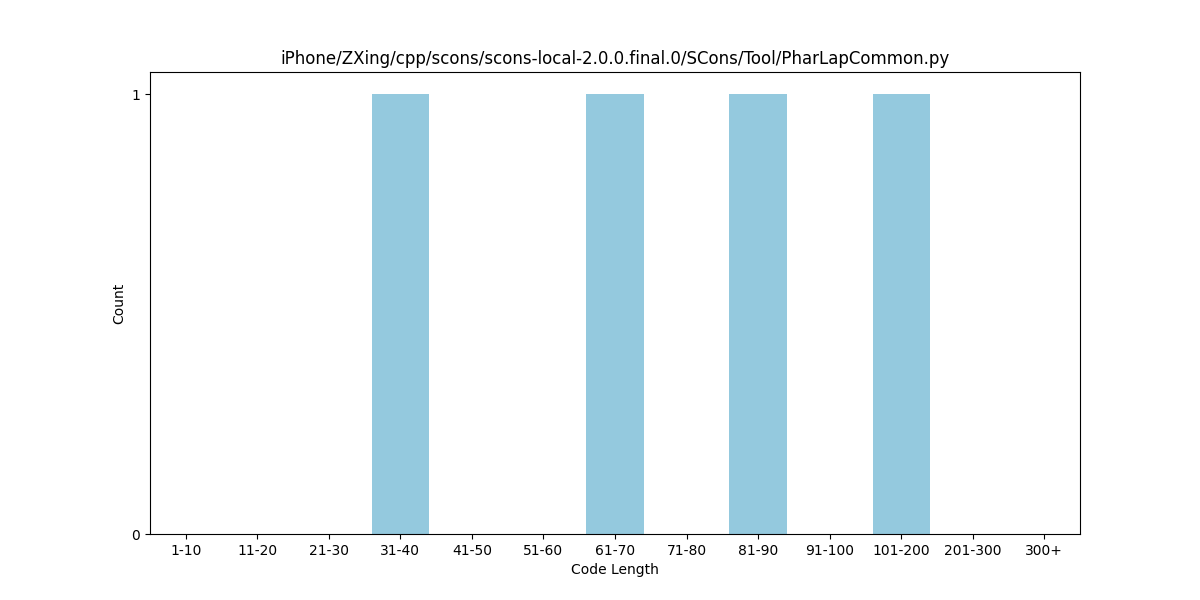 iPhone/ZXing/cpp/scons/scons-local-2.0.0.final.0/SCons/Tool/PharLapCommon.py
1
Count
0
1-10 11-20 21-30 31-40 41-50 51-60 61-70 71-80 81-90 91-100 101-200 201-300 300+
Code Length